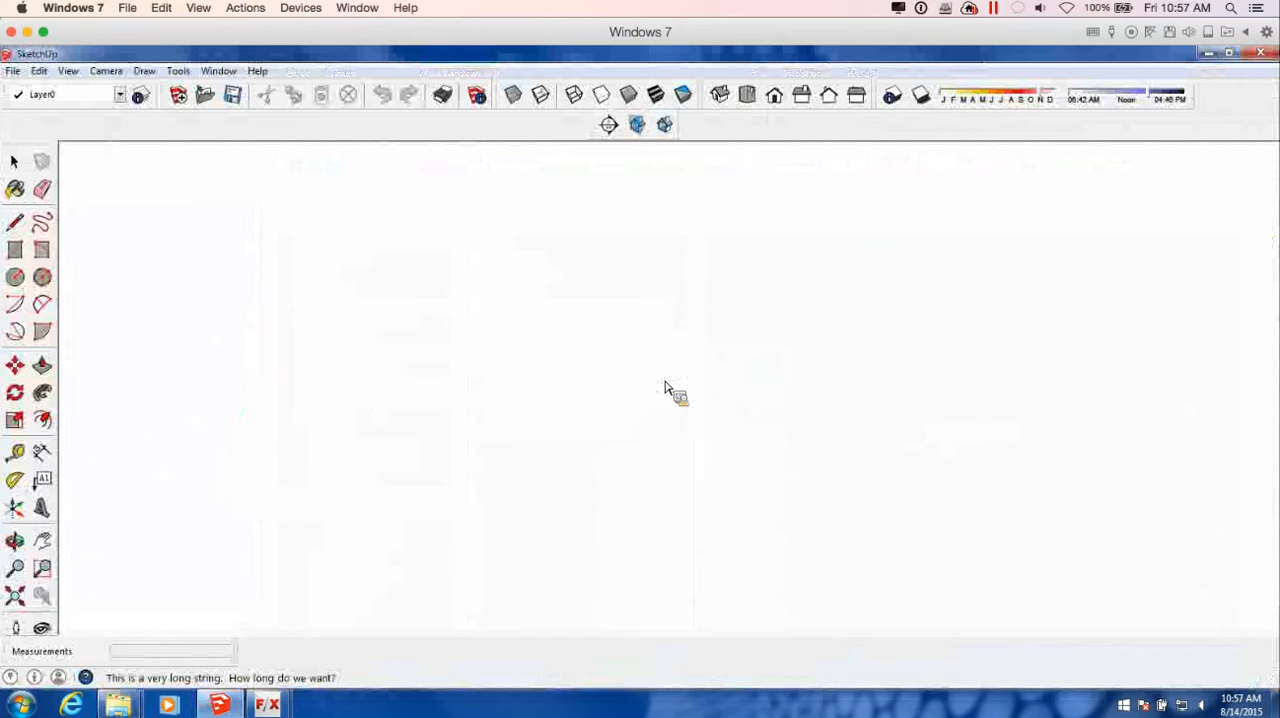 Windows 7 File Edit View Actions Devices Window Help 100% Fri 10:57 AM
Windows 7
SketchUp
File Edit View Camera Draw Tools Window Help
Layer0 J F M A M J J A S O N D 06:42 AM Noon 04:46 PM
A1
Measurements
This is a very long string. How long do we want?
F/X 10:57 AM
8/14/2015